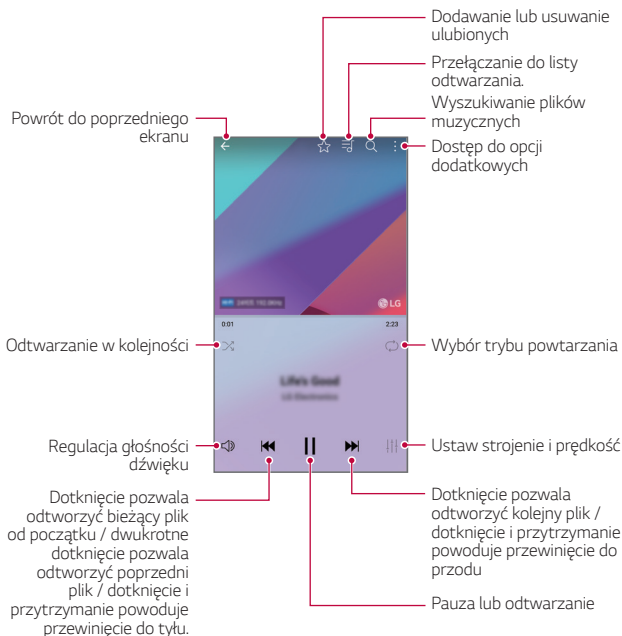 Dodawanie lub usuwanie
ulubionych
Przełączanie do listy
odtwarzania.
Wyszukiwanie plików
muzycznych
Powrót do poprzedniego
ekranu
Dostęp do opcji
dodatkowych
LG
0:01
2:23
Odtwarzanie w kolejności
Wybór trybu powtarzania
Life's Good
LG Electronics
Regulacja głośności
dźwięku
Ustaw strojenie i prędkość
Dotknięcie pozwala
odtworzyć bieżący plik
od początku / dwukrotne
dotknięcie pozwala
odtworzyć poprzedni
plik / dotknięcie i
przytrzymanie powoduje
przewinięcie do tyłu.
Dotknięcie pozwala
odtworzyć kolejny plik /
dotknięcie i przytrzymanie
powoduje przewinięcie do
przodu
Pauza lub odtwarzanie